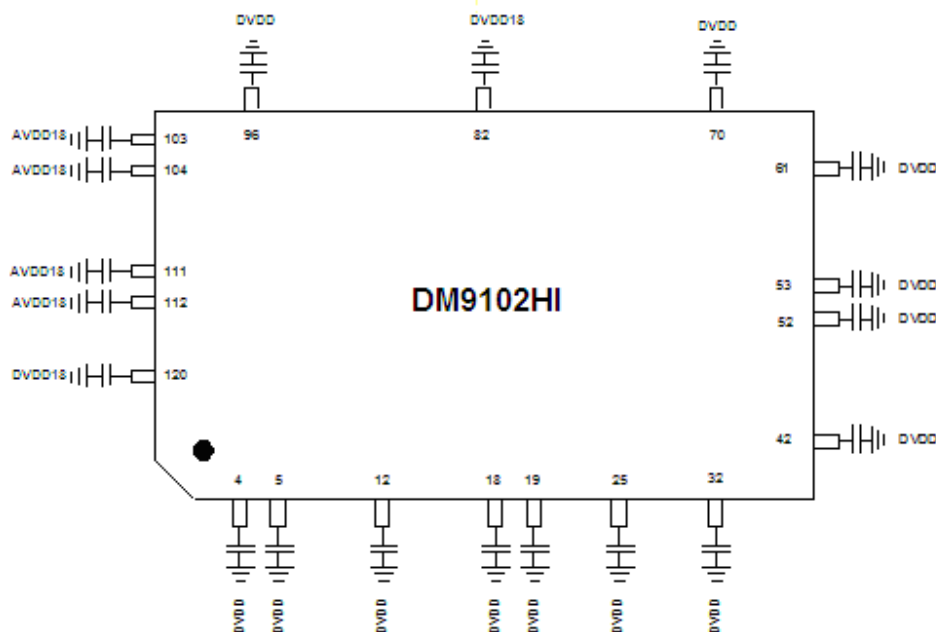 DVDD
DVDD18
DVDD
96
82
70
AVDD18
103
AVDD18
104
61
DVDD
AVDD18
111
AVDD18
112
DM9102HI
53
DVDD
52
DVDD
DVDD18
120
42
DVDD
4
5
12
18
19
25
32
DVDD
DVDD
DVDD
DVDD
DVDD
DVDD
DVDD